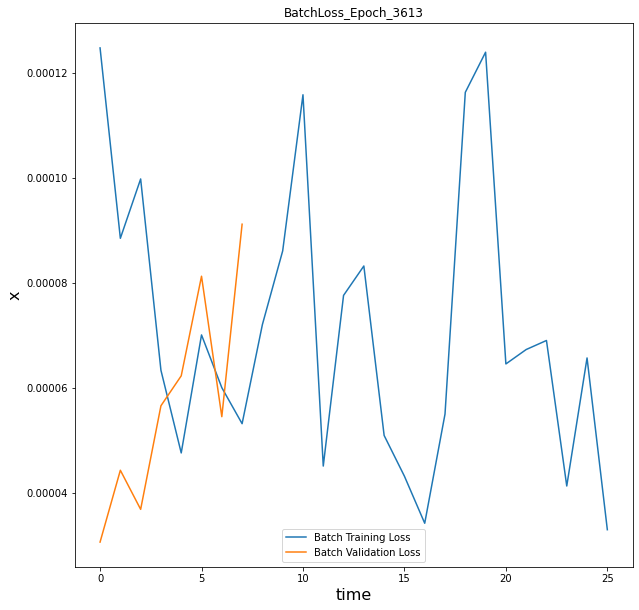 BatchLoss_Epoch_3613
0.00012
0.00010
0.00008
0.00006
0.00004
x
Batch Training Loss
Batch Validation Loss
0 5 10 15 20 25
time